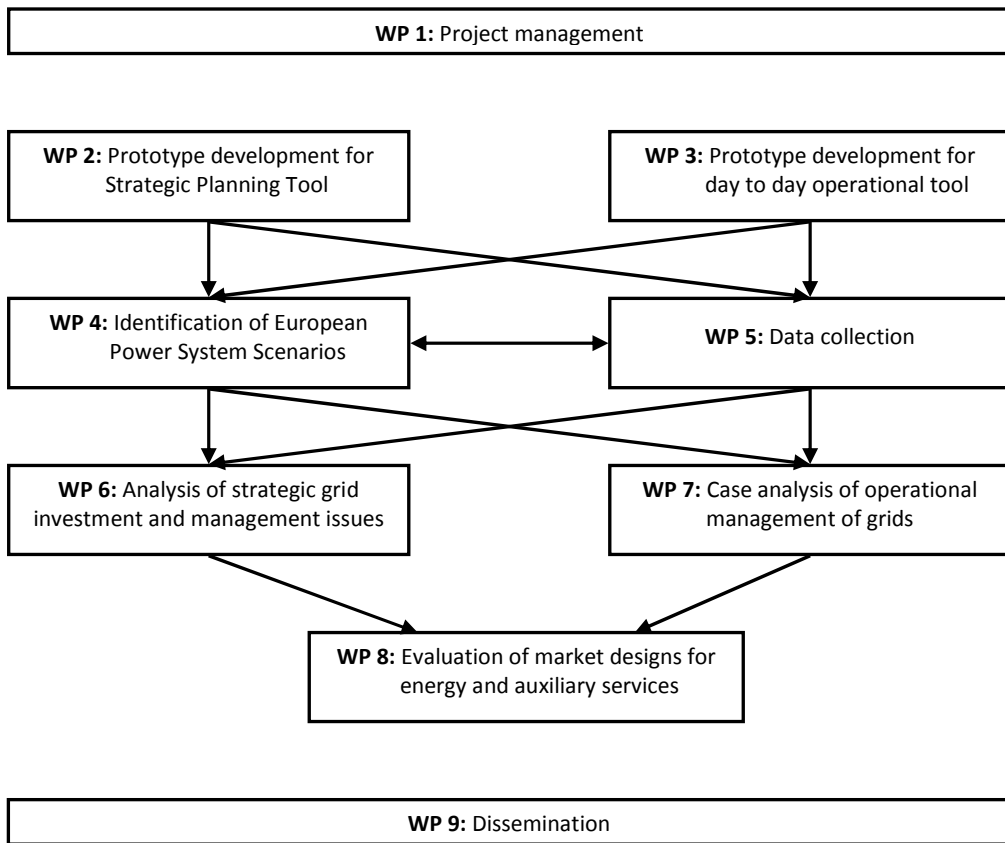 WP 1: Project management
WP 2: Prototype development for
Strategic Planning Tool
WP 3: Prototype development for
day to day operational tool
WP 4: Identification of European
Power System Scenarios
WP 5: Data collection
WP 6: Analysis of strategic grid
investment and management issues
WP 7: Case analysis of operational
management of grids
WP 8: Evaluation of market designs for
energy and auxiliary services
WP 9: Dissemination